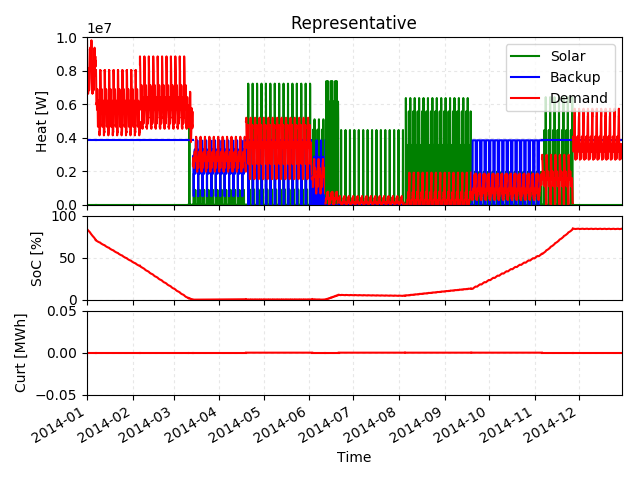 Representative
1e7
1.0
0.8
0.6
0.4
0.2
0.0
Heat [W]
Solar
Backup
Demand
100
50
0
SoC [%]
0.05
0.00
−0.05
Curt [MWh]
2014-01
2014-02
2014-03
2014-04
2014-05
2014-06
2014-07
2014-08
2014-09
2014-10
2014-11
2014-12
Time